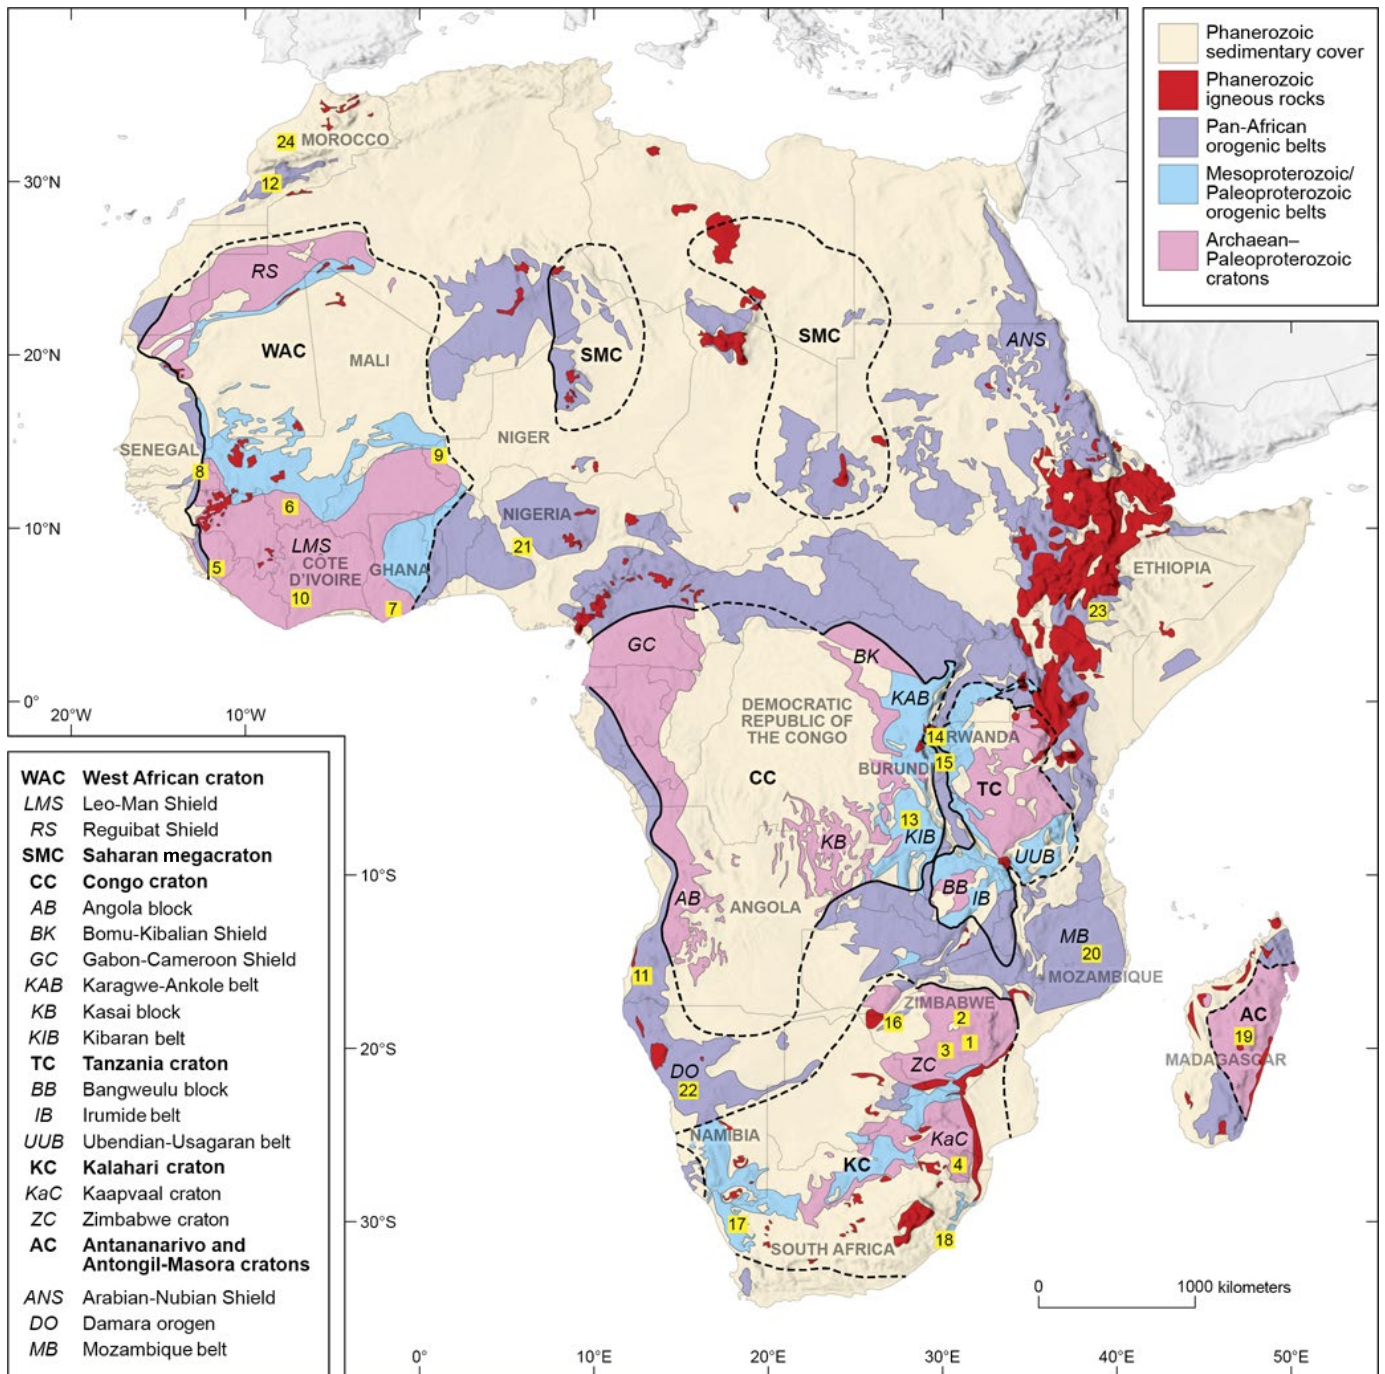 Phanerozoic
sedimentary cover
Phanerozoic
igneous rocks
Pan-African
orogenic belts
Mesoproterozoic/
Paleoproterozoic
orogenic belts
Archaean–
Paleoproterozoic
cratons
24 MOROCCO
12
30°N
RS
WAC
MALI
SMC
SMC
ANS
20°N
NIGER
SENEGAL
8
9
6
NIGERIA
10°N
LMS
CÔTE
D'IVOIRE
GHANA
5
10
7
21
ETHIOPIA
23
GC
BK
KAB
0°
20°W
10°W
DEMOCRATIC
REPUBLIC OF
THE CONGO
14 RWANDA
15
BURUNDI
CC
TC
13
KIB
KB
UUB
10°S
BB
IB
AB
ANGOLA
MB
20
MOZAMBIQUE
11
ZIMBABWE
2
16
1
3
ZC
AC
19
MADAGASCAR
20°S
DO
22
NAMIBIA
KaC
KC
4
30°S
17
18
SOUTH AFRICA
0 1000 kilometers
0°
10°E
20°E
30°E
40°E
50°E
WAC West African craton
LMS Leo-Man Shield
RS Reguibat Shield
SMC Saharan megacraton
CC Congo craton
AB Angola block
BK Bomu-Kibalian Shield
GC Gabon-Cameroon Shield
KAB Karagwe-Ankole belt
KB Kasai block
KIB Kibaran belt
TC Tanzania craton
BB Bangweulu block
IB Irumide belt
UUB Ubendian-Usagaran belt
KC Kalahari craton
KaC Kaapvaal craton
ZC Zimbabwe craton
AC Antananarivo and
Antongil-Masora cratons
ANS Arabian-Nubian Shield
DO Damara orogen
MB Mozambique belt